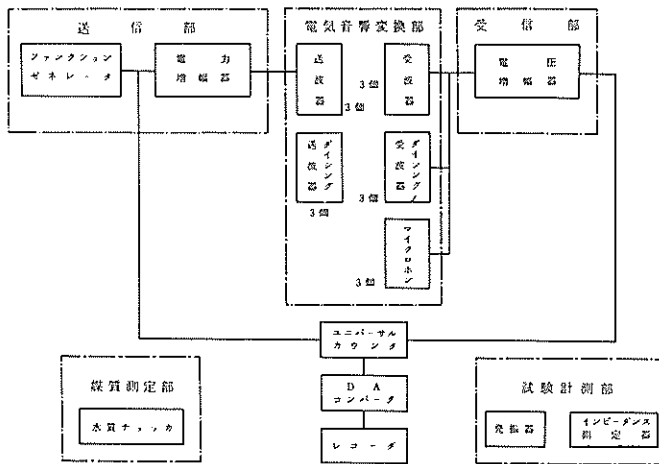 送信部
電気音響変換部
受信部
ファンクション
ゼネレータ
電力
増幅器
送波器
3個
受波器
3個
電圧
増幅器
ダイシング
送波器
3個
ダイシング
受波器
3個
マイクロホン
3個
ユニバーサル
カウンタ
DA
コンバータ
レコーダ
媒質測定部
水質チェッカ
試験計測部
発振器
インピーダンス
測定器